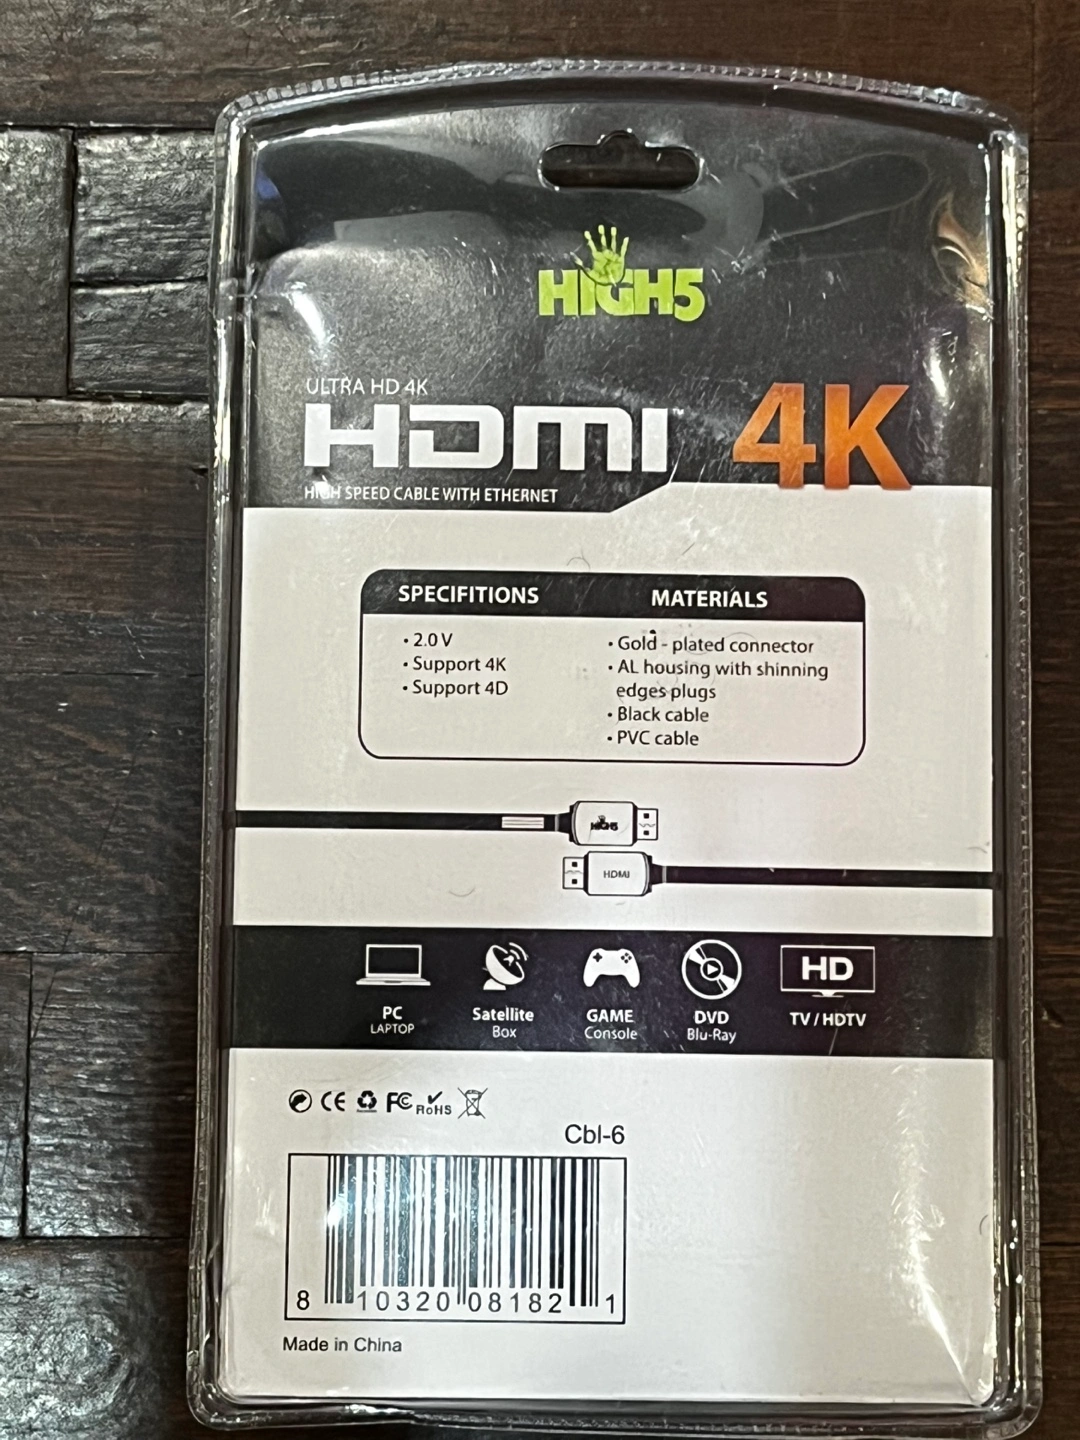 HIGH5
ULTRA HD 4K
HDMI 4K
HIGH SPEED CABLE WITH ETHERNET
SPECIFITIONS
• 2.0 V
• Support 4K
• Support 4D
MATERIALS
• Gold - plated connector
• AL housing with shinning
edges plugs
• Black cable
• PVC cable
HIGH5
HDMI
PC
LAPTOP
Satellite
Box
GAME
Console
DVD
Blu-Ray
HD
TV / HDTV
CE FC RoHS
Cbl-6
8 10320 08182 1
Made in China